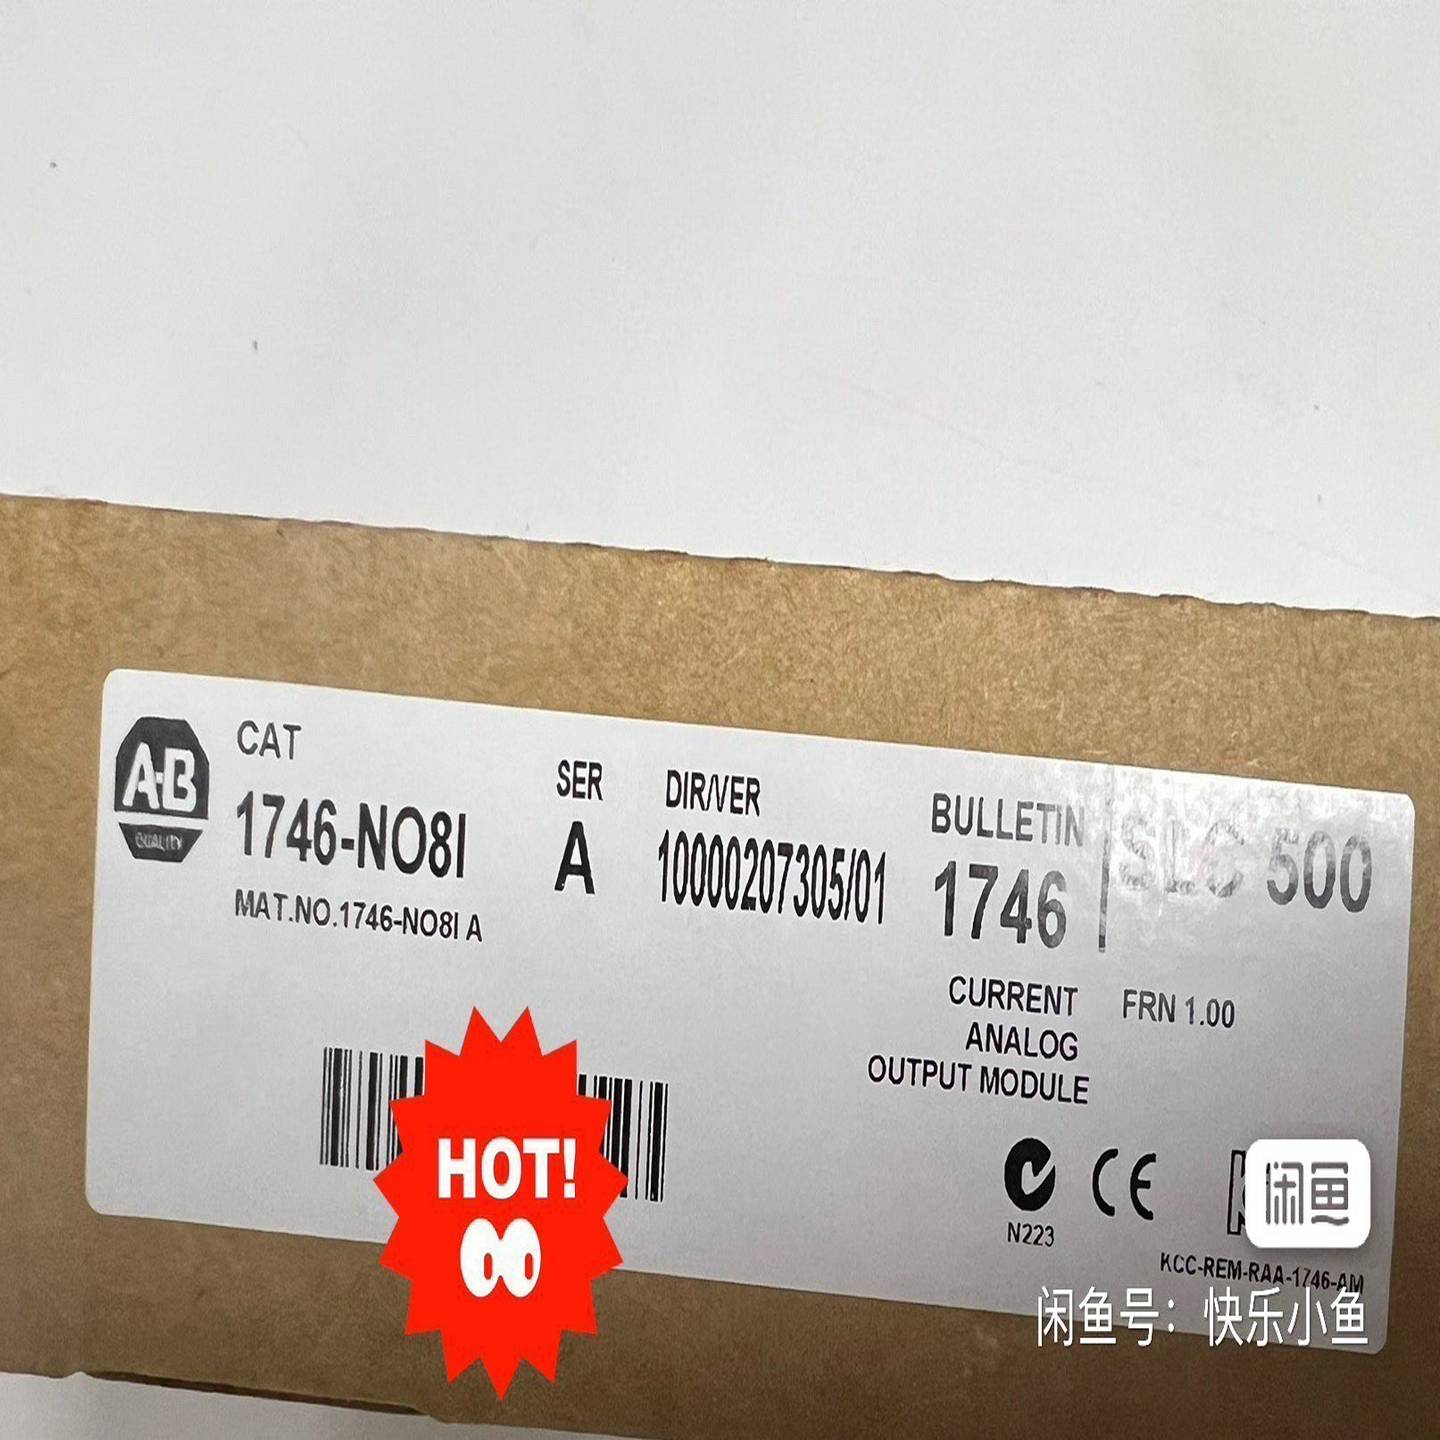 A-B
QUALITY
CAT
1746-NO8I
MAT.NO.1746-NO8I A
SER
A
DIR/VER
10000207305/01
BULLETIN
1746
SLC 500
CURRENT
ANALOG
OUTPUT MODULE
FRN 1.00
HOT!
N223
CE
闲鱼
KCC-REM-RAA-1746-AM
闲鱼号：快乐小鱼